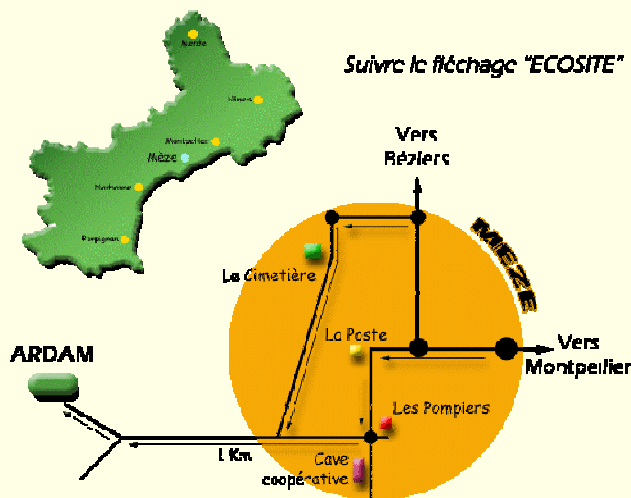 Suivre le fléchage "ECOSITE"
Mende
Nîmes
Montpellier
Mèze
Narbonne
Perpignan
Vers
Béziers
MEZE
La Cimetière
La Poste
Vers
Montpellier
ARDAM
Les Pompiers
1 Km
Cave
coopérative